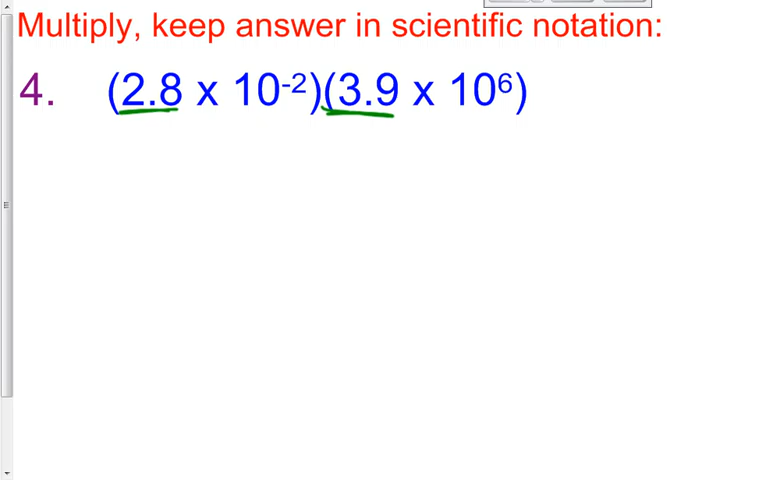 Multiply, keep answer in scientific notation:
4. (2.8 x 10⁻²)(3.9 x 10⁶)